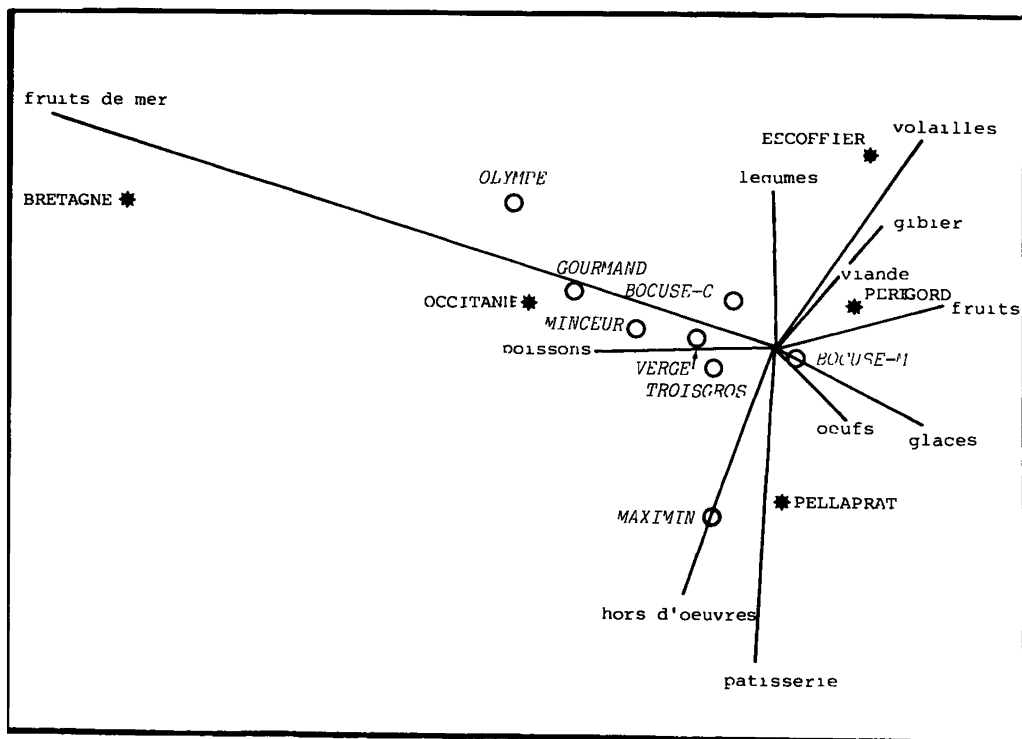 fruits de mer
volailles
ESCOFFIER
OLYMPE
legumes
BRETAGNE
gibier
GOURMAND
viande
BOCUSE-C
PERIGORD
OCCITANIE
fruits
MINCEUR
poissons
VERGE
BOCUSE-M
TROISGROS
oeufs
glaces
PELLAPRAT
MAXIMIN
hors d'oeuvres
patisserie